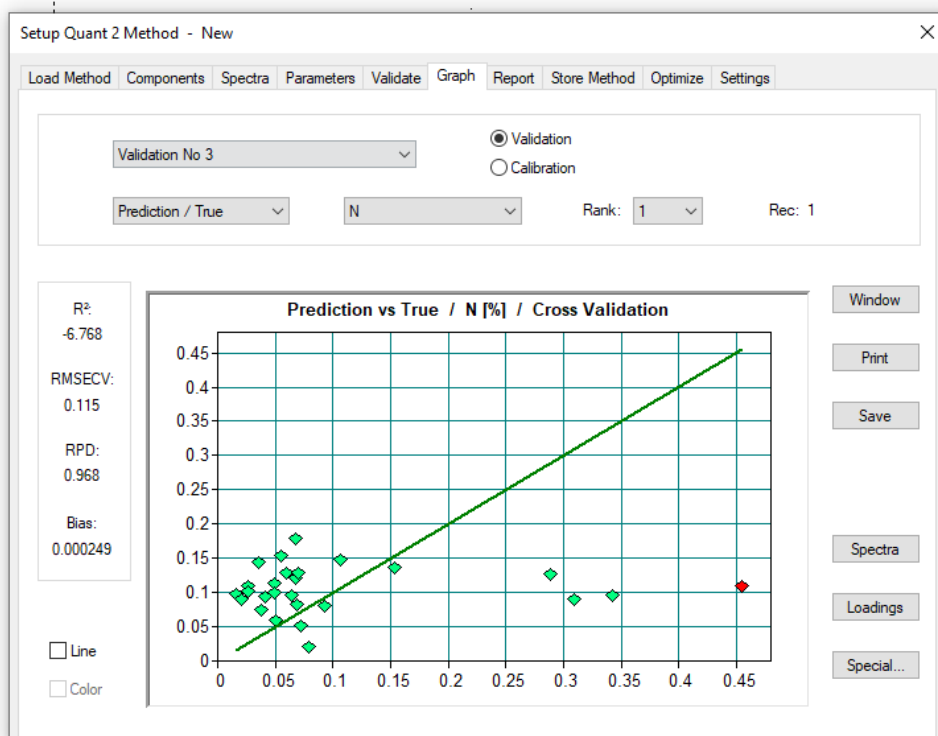 Setup Quant 2 Method - New
Load Method Components Spectra Parameters Validate Graph Report Store Method Optimize Settings
Validation No 3
Validation
Calibration
Prediction / True N Rank: 1 Rec: 1
R²:
-6.768
RMSECV:
0.115
RPD:
0.968
Bias:
0.000249
Line
Color
Prediction vs True / N [%] / Cross Validation
0.45
0.4
0.35
0.3
0.25
0.2
0.15
0.1
0.05
0
0 0.05 0.1 0.15 0.2 0.25 0.3 0.35 0.4 0.45
Window
Print
Save
Spectra
Loadings
Special...